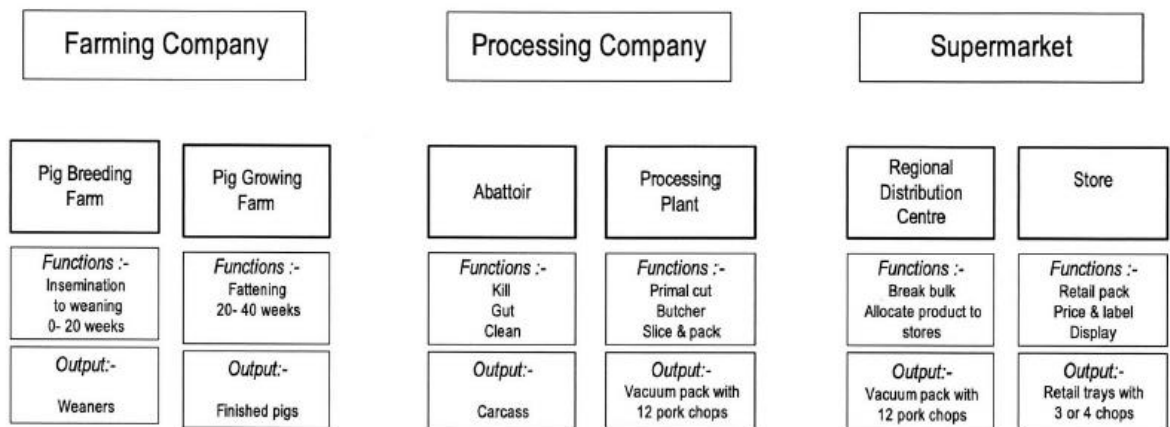 Farming Company
Processing Company
Supermarket
Pig Breeding
Farm
Pig Growing
Farm
Abattoir
Processing
Plant
Regional
Distribution
Centre
Store
Functions :-
Insemination
to weaning
0- 20 weeks
Functions :-
Fattening
20- 40 weeks
Functions :-
Kill
Gut
Clean
Functions :-
Primal cut
Butcher
Slice & pack
Functions :-
Break bulk
Allocate product to
stores
Functions :-
Retail pack
Price & label
Display
Output:-
Weaners
Output:-
Finished pigs
Output:-
Carcass
Output:-
Vacuum pack with
12 pork chops
Output:-
Vacuum pack with
12 pork chops
Output:-
Retail trays with
3 or 4 chops